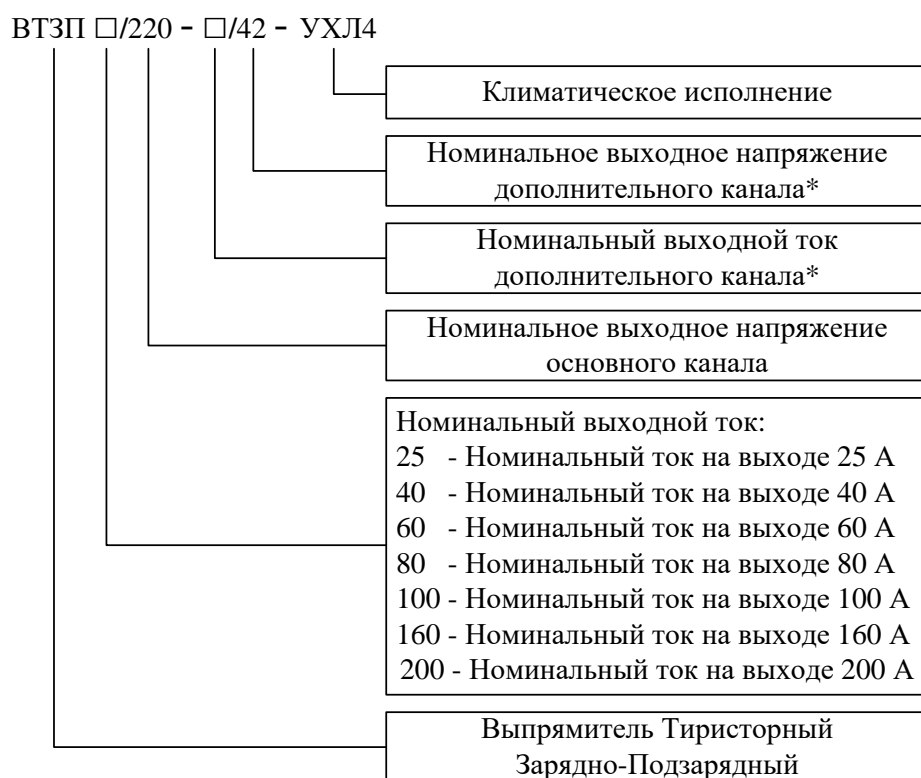 ВТЗП □/220 - □/42 - УХЛ4
Климатическое исполнение
Номинальное выходное напряжение
дополнительного канала*
Номинальный выходной ток
дополнительного канала*
Номинальное выходное напряжение
основного канала
Номинальный выходной ток:
25 - Номинальный ток на выходе 25 А
40 - Номинальный ток на выходе 40 А
60 - Номинальный ток на выходе 60 А
80 - Номинальный ток на выходе 80 А
100 - Номинальный ток на выходе 100 А
160 - Номинальный ток на выходе 160 А
200 - Номинальный ток на выходе 200 А
Выпрямитель Тиристорный
Зарядно-Подзарядный